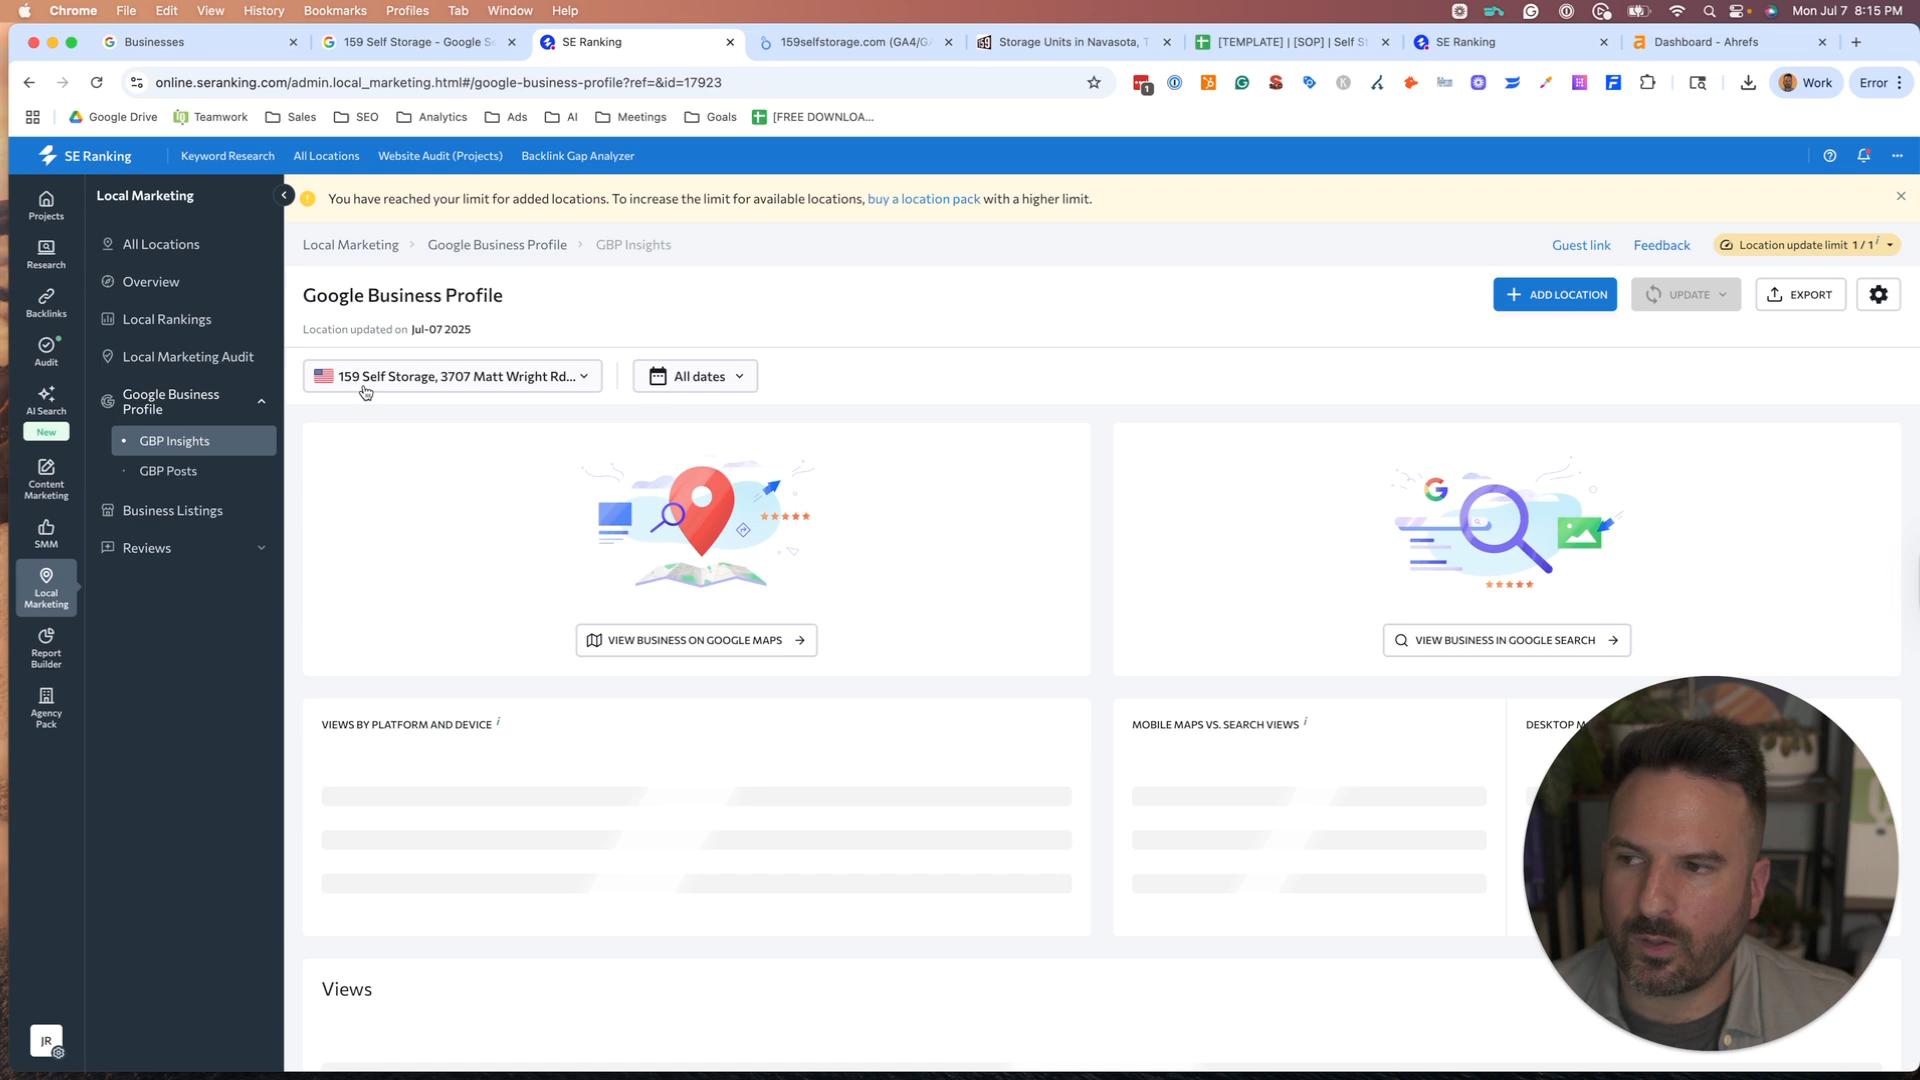 Chrome File Edit View History Bookmarks Profiles Tab Window Help Mon Jul 7 8:15 PM
Businesses 159 Self Storage - Google Se SE Ranking 159selfstorage.com (GA4/GA Storage Units in Navasota, T [TEMPLATE] | [SOP] | Self St SE Ranking Dashboard - Ahrefs
online.seranking.com/admin.local_marketing.html#/google-business-profile?ref=&id=17923 1 Work Error
Google Drive Teamwork Sales SEO Analytics Ads AI Meetings Goals [FREE DOWNLOA...
SE Ranking Keyword Research All Locations Website Audit (Projects) Backlink Gap Analyzer
Projects
Research
Backlinks
Audit
AI Search
New
Content Marketing
SMM
Local Marketing
Report Builder
Agency Pack
JR
Local Marketing
All Locations
Overview
Local Rankings
Local Marketing Audit
Google Business Profile
GBP Insights
GBP Posts
Business Listings
Reviews
You have reached your limit for added locations. To increase the limit for available locations, buy a location pack with a higher limit.
Local Marketing > Google Business Profile > GBP Insights Guest link Feedback Location update limit 1 / 1 i
Google Business Profile ADD LOCATION UPDATE EXPORT
Location updated on Jul-07 2025
159 Self Storage, 3707 Matt Wright Rd... All dates
VIEW BUSINESS ON GOOGLE MAPS VIEW BUSINESS IN GOOGLE SEARCH
VIEWS BY PLATFORM AND DEVICE i MOBILE MAPS VS. SEARCH VIEWS i DESKTOP M
Views